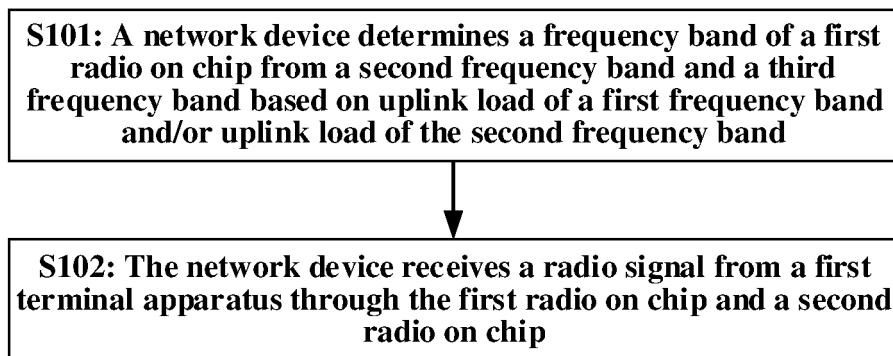 S101: A network device determines a frequency band of a first
radio on chip from a second frequency band and a third
frequency band based on uplink load of a first frequency band
and/or uplink load of the second frequency band
S102: The network device receives a radio signal from a first
terminal apparatus through the first radio on chip and a second
radio on chip